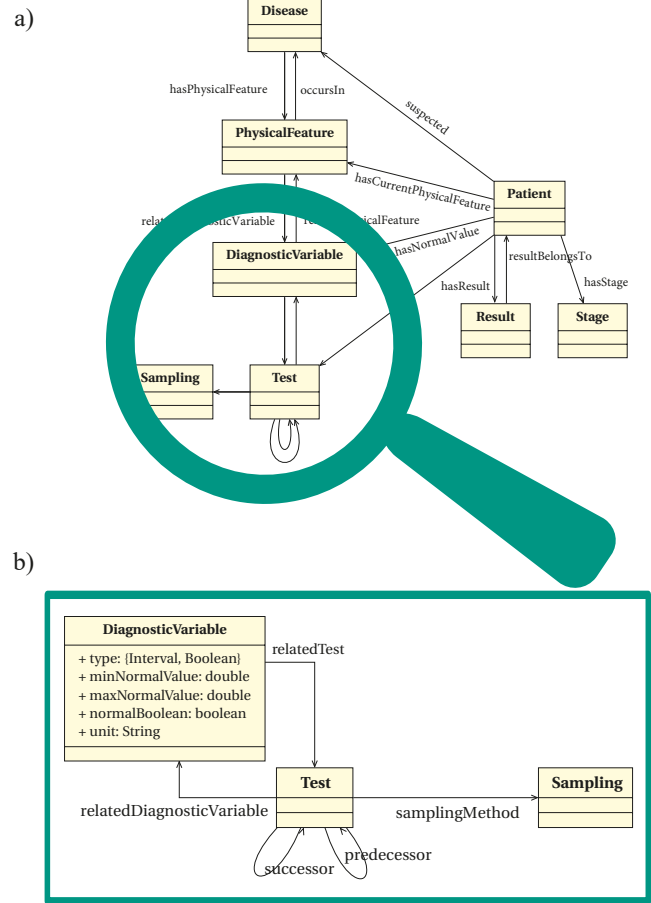 a)
Disease
hasPhysicalFeature
occursIn
suspected
PhysicalFeature
hasCurrentPhysicalFeature
Patient
hasNormalValue
DiagnosticVariable
resultBelongsTo
hasResult
hasStage
Result
Stage
Sampling
Test
b)
DiagnosticVariable
+ type: {Interval, Boolean}
+ minNormalValue: double
+ maxNormalValue: double
+ normalBoolean: boolean
+ unit: String
relatedTest
Test
Sampling
relatedDiagnosticVariable
samplingMethod
predecessor
successor